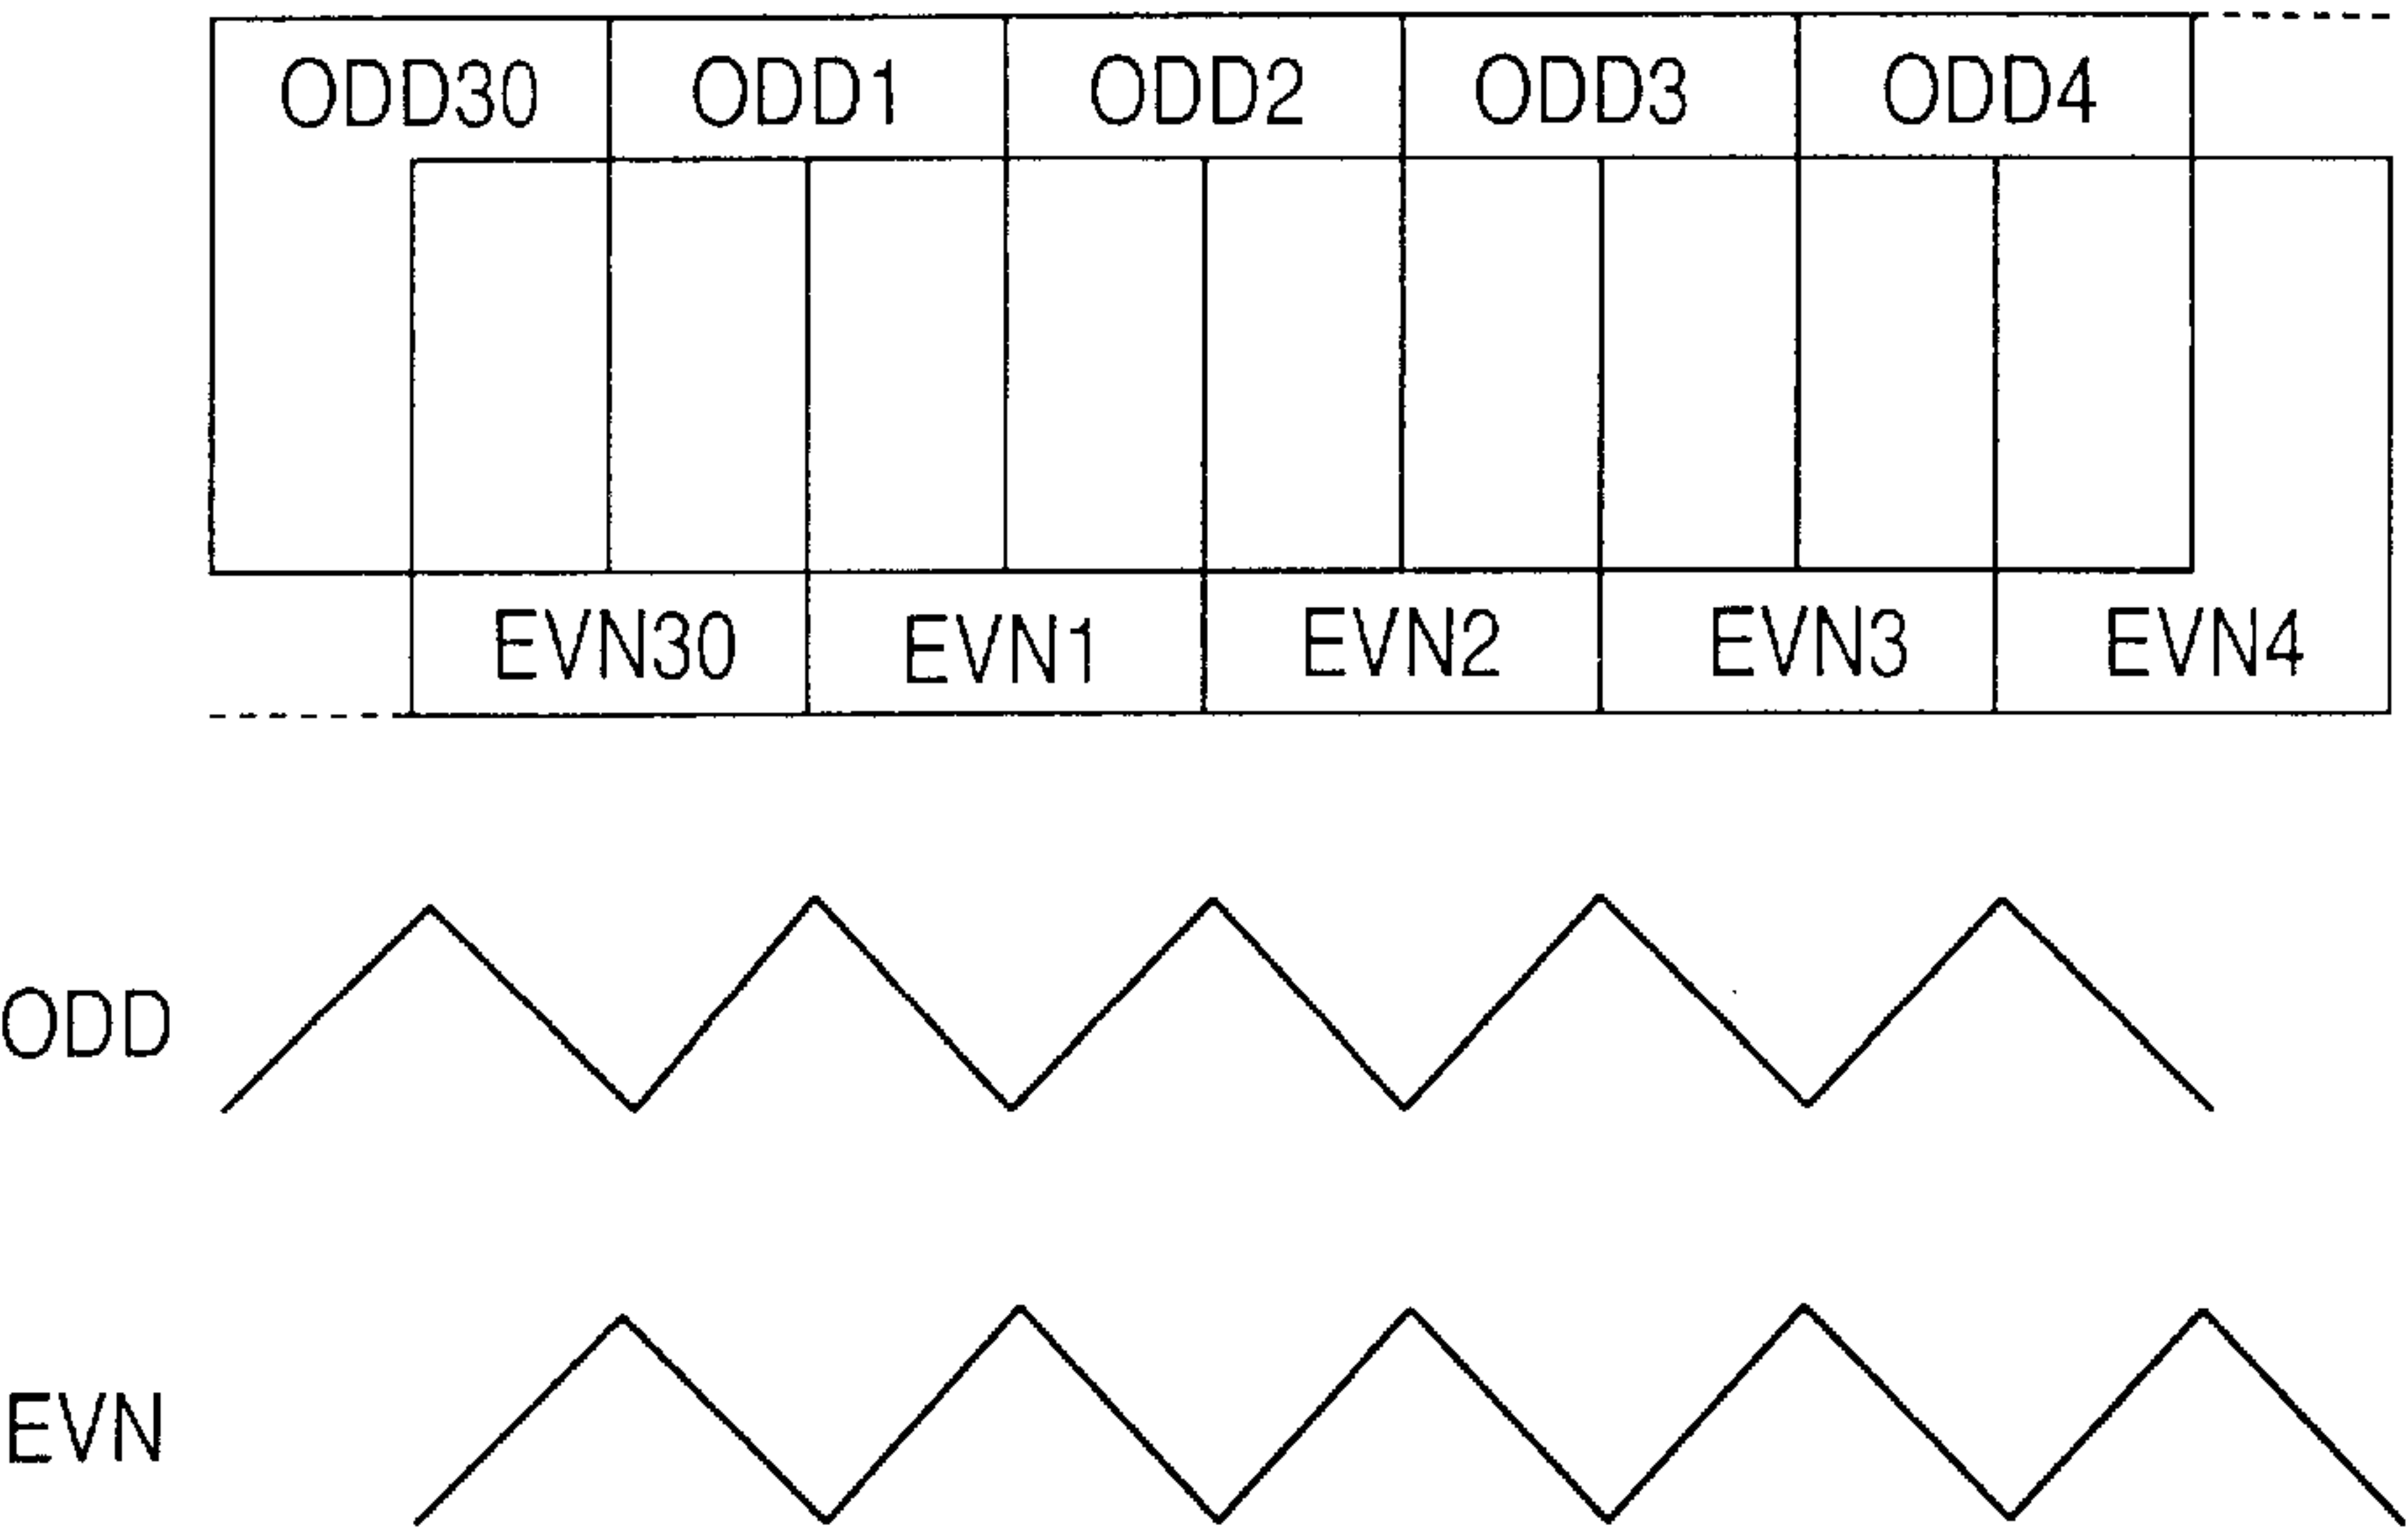 ODD30 ODD1 ODD2 ODD3 ODD4
EVN30 EVN1 EVN2 EVN3 EVN4
ODD
EVN